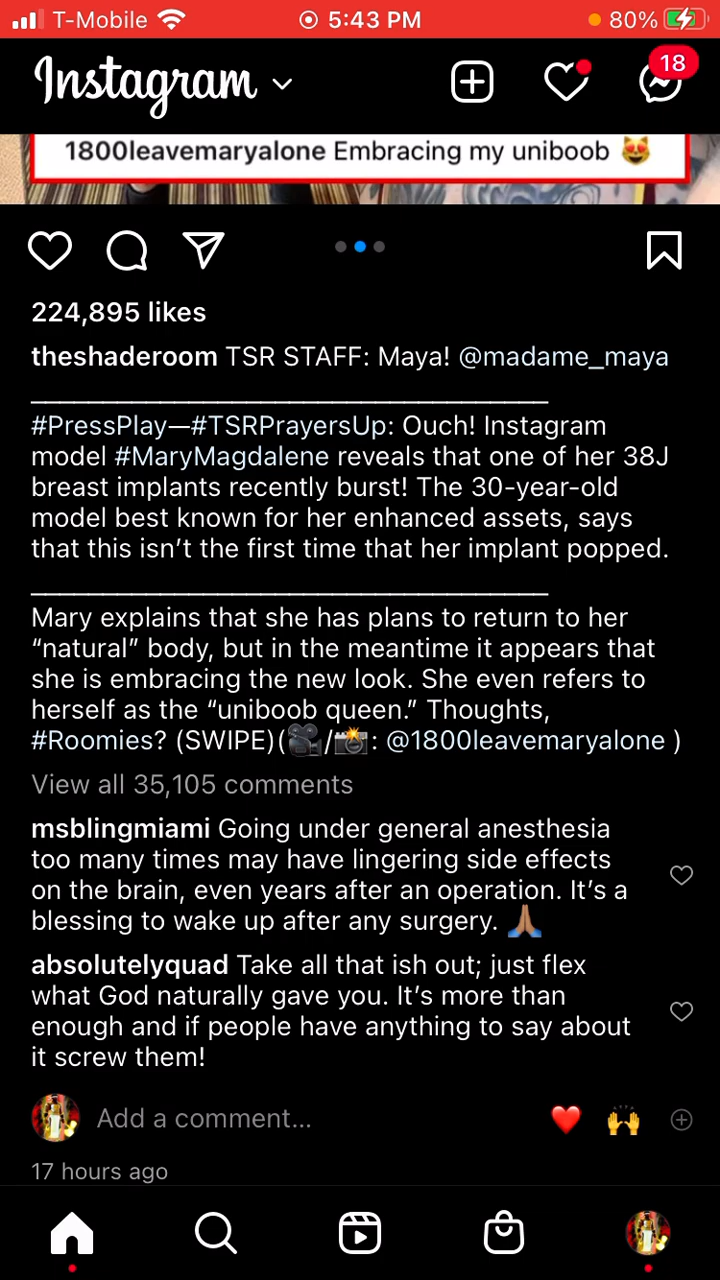 T-Mobile 5:43 PM 80%
Instagram 18
1800leavemaryalone Embracing my uniboob 😻
224,895 likes
theshaderoom TSR STAFF: Maya! @madame_maya
_____________________________________
#PressPlay—#TSRPrayersUp: Ouch! Instagram
model #MaryMagdalene reveals that one of her 38J
breast implants recently burst! The 30-year-old
model best known for her enhanced assets, says
that this isn’t the first time that her implant popped.
_____________________________________
Mary explains that she has plans to return to her
“natural” body, but in the meantime it appears that
she is embracing the new look. She even refers to
herself as the “uniboob queen.” Thoughts,
#Roomies? (SWIPE)(🎥/📸: @1800leavemaryalone )
View all 35,105 comments
msblingmiami Going under general anesthesia
too many times may have lingering side effects
on the brain, even years after an operation. It’s a
blessing to wake up after any surgery. 🙏🏽
absolutelyquad Take all that ish out; just flex
what God naturally gave you. It’s more than
enough and if people have anything to say about
it screw them!
Add a comment... ❤️ 🙌
17 hours ago